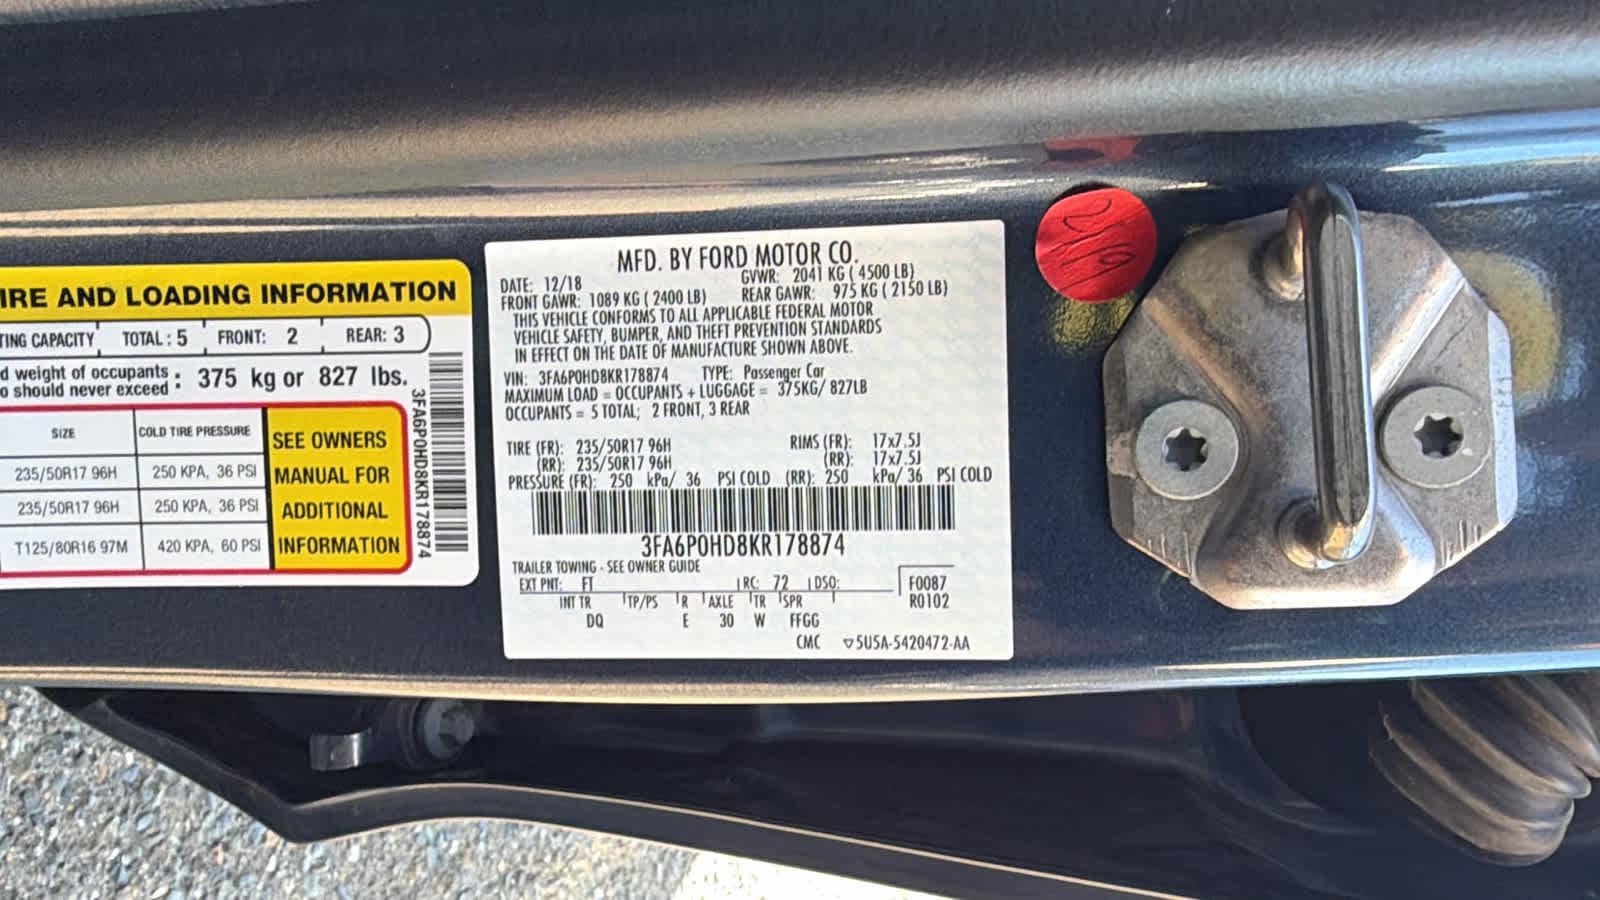 IRE AND LOADING INFORMATION
TING CAPACITY TOTAL : 5 FRONT: 2 REAR: 3
d weight of occupants
o should never exceed : 375 kg or 827 lbs.
SIZE COLD TIRE PRESSURE
235/50R17 96H 250 KPA, 36 PSI
235/50R17 96H 250 KPA, 36 PSI
T125/80R16 97M 420 KPA, 60 PSI
SEE OWNERS
MANUAL FOR
ADDITIONAL
INFORMATION
3FA6P0HD8KR178874
MFD. BY FORD MOTOR CO.
DATE: 12/18 GVWR: 2041 KG ( 4500 LB)
FRONT GAWR: 1089 KG ( 2400 LB) REAR GAWR: 975 KG ( 2150 LB)
THIS VEHICLE CONFORMS TO ALL APPLICABLE FEDERAL MOTOR
VEHICLE SAFETY, BUMPER, AND THEFT PREVENTION STANDARDS
IN EFFECT ON THE DATE OF MANUFACTURE SHOWN ABOVE.
VIN: 3FA6P0HD8KR178874 TYPE: Passenger Car
MAXIMUM LOAD = OCCUPANTS + LUGGAGE = 375KG/ 827LB
OCCUPANTS = 5 TOTAL; 2 FRONT, 3 REAR
TIRE (FR): 235/50R17 96H RIMS (FR): 17x7.5J
(RR): 235/50R17 96H (RR): 17x7.5J
PRESSURE (FR): 250 kPa/ 36 PSI COLD (RR): 250 kPa/ 36 PSI COLD
3FA6P0HD8KR178874
TRAILER TOWING - SEE OWNER GUIDE
EXT PNT: FT RC: 72 DSO: F0087
INT TR TP/PS R AXLE TR SPR R0102
DQ E 30 W FFGG
CMC ▽5U5A-5420472-AA